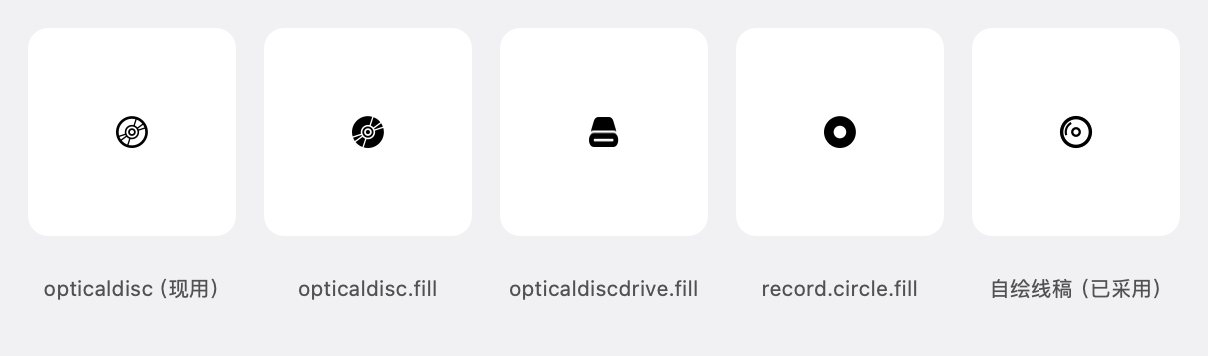 opticaldisc（现用）
opticaldisc.fill
opticaldiscdrive.fill
record.circle.fill
自绘线稿（已采用）